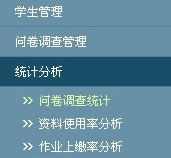 学生管理
问卷调查管理
统计分析
>> 问卷调查统计
>> 资料使用率分析
>> 作业上缴率分析